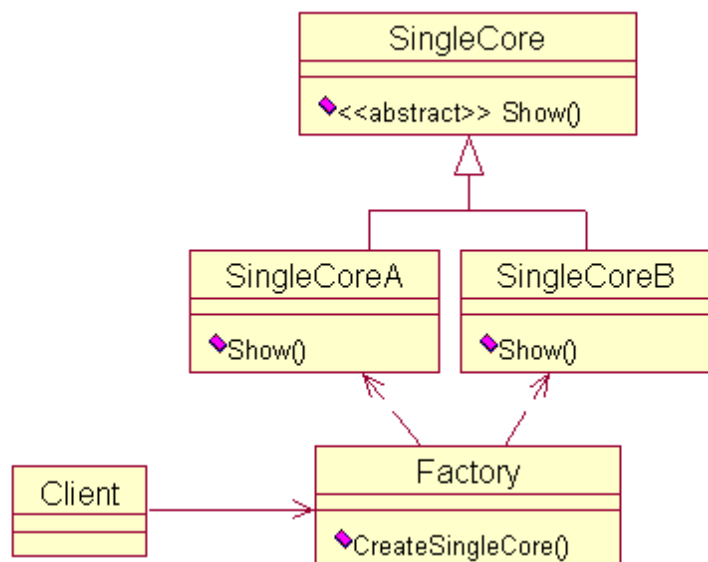 SingleCore
<<abstract>> Show()
SingleCoreA
SingleCoreB
Show()
Show()
Factory
Client
CreateSingleCore()